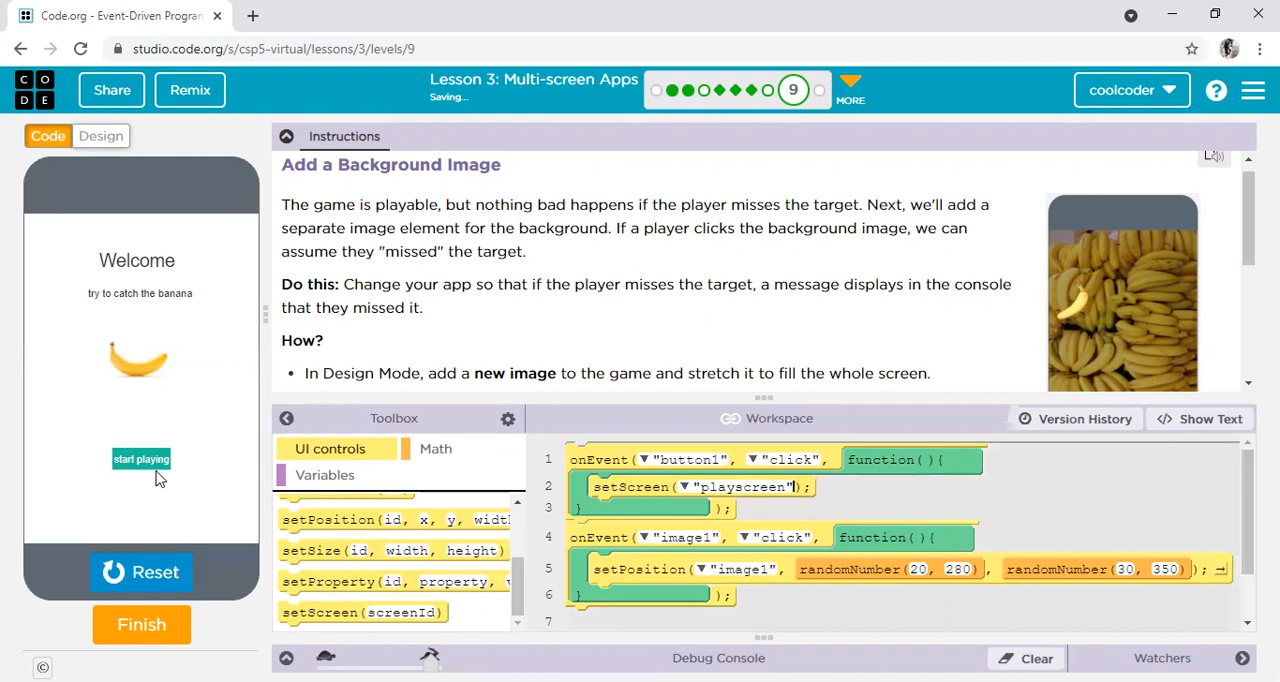 Code.org - Event-Driven Progran
studio.code.org/s/csp5-virtual/lessons/3/levels/9
C O
D E
Share
Remix
Lesson 3: Multi-screen Apps
Saving...
9
MORE
coolcoder
?
Code
Design
Instructions
Add a Background Image
The game is playable, but nothing bad happens if the player misses the target. Next, we'll add a
separate image element for the background. If a player clicks the background image, we can
assume they "missed" the target.
Do this: Change your app so that if the player misses the target, a message displays in the console
that they missed it.
How?
• In Design Mode, add a new image to the game and stretch it to fill the whole screen.
Welcome
try to catch the banana
start playing
Reset
Finish
©
Toolbox
Workspace
Version History
Show Text
UI controls
Math
Variables
setPosition(id, x, y, widt
setSize(id, width, height)
setProperty(id, property,
setScreen(screenId)
1 onEvent("button1", "click", function(){
2 setScreen("playscreen");
3 });
4 onEvent("image1", "click", function(){
5 setPosition("image1", randomNumber(20, 280), randomNumber(30, 350));
6 });
7
Debug Console
Clear
Watchers